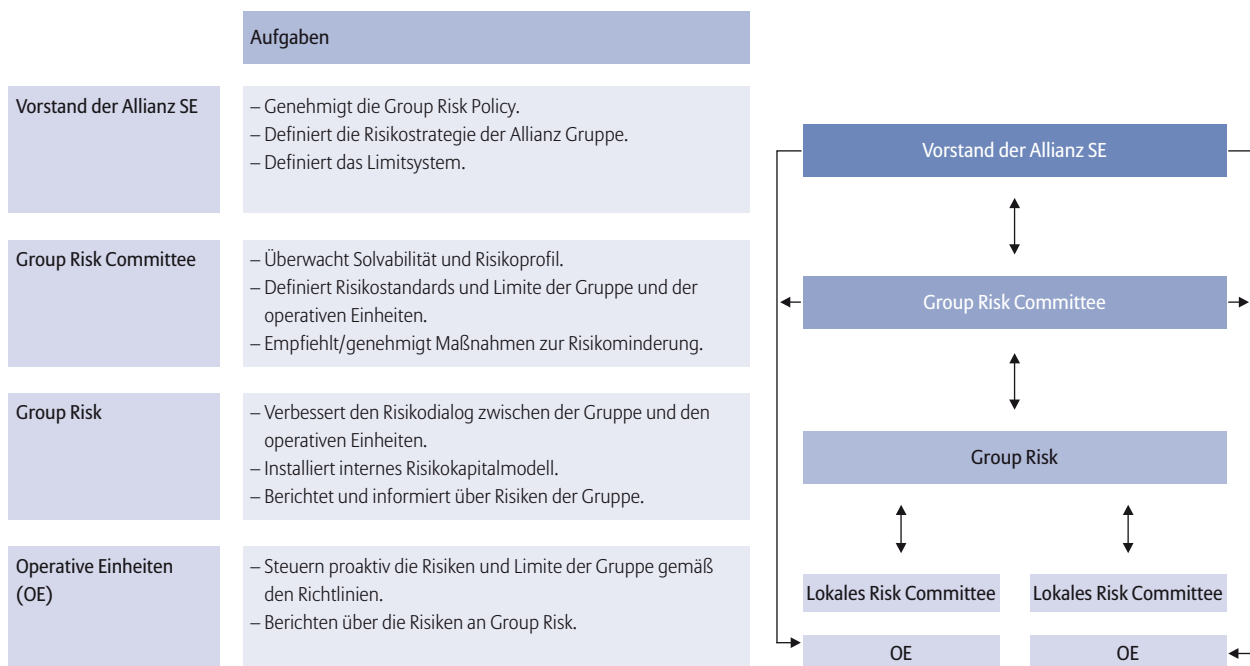 Aufgaben
Vorstand der Allianz SE
– Genehmigt die Group Risk Policy.
– Definiert die Risikostrategie der Allianz Gruppe.
– Definiert das Limitsystem.
Group Risk Committee
– Überwacht Solvabilität und Risikoprofil.
– Definiert Risikostandards und Limite der Gruppe und der
operativen Einheiten.
– Empfiehlt/genehmigt Maßnahmen zur Risikominderung.
Group Risk
– Verbessert den Risikodialog zwischen der Gruppe und den
operativen Einheiten.
– Installiert internes Risikokapitalmodell.
– Berichtet und informiert über Risiken der Gruppe.
Operative Einheiten
(OE)
– Steuern proaktiv die Risiken und Limite der Gruppe gemäß
den Richtlinien.
– Berichten über die Risiken an Group Risk.
Vorstand der Allianz SE
Group Risk Committee
Group Risk
Lokales Risk Committee
Lokales Risk Committee
OE
OE